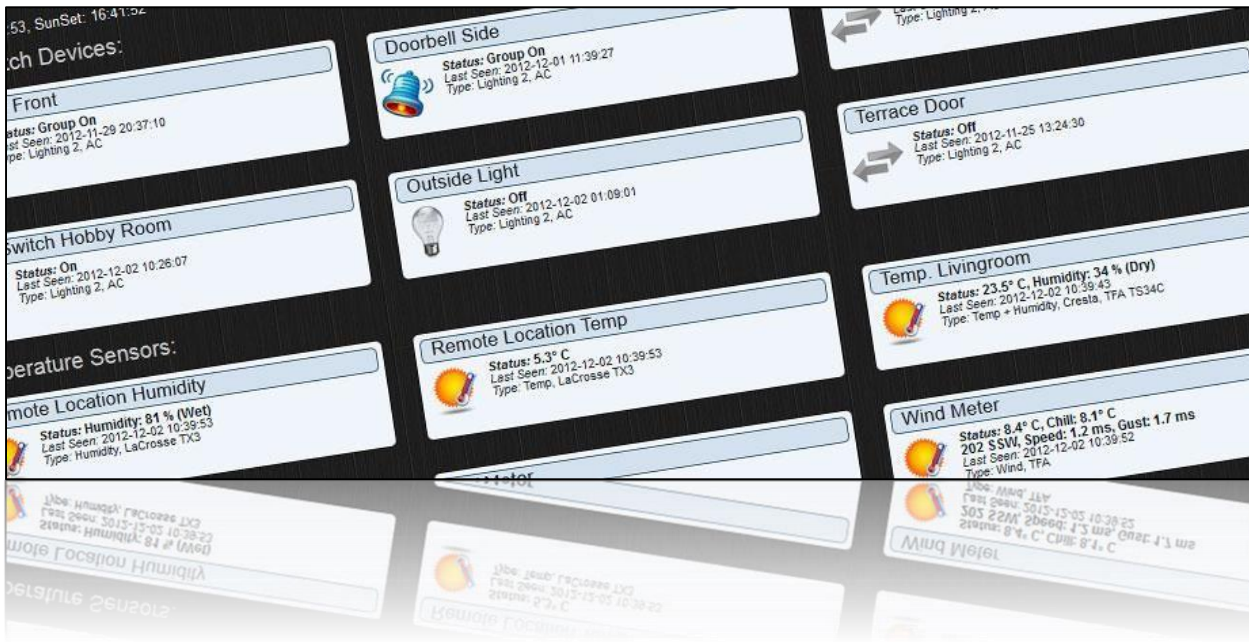 :53, SunSet: 16:41:52
ch Devices:
Front
atus: Group On
st Seen: 2012-11-29 20:37:10
pe: Lighting 2, AC
Doorbell Side
Status: Group On
Last Seen: 2012-12-01 11:39:27
Type: Lighting 2, AC
Type: Lighting 2,
Switch Hobby Room
Status: On
Last Seen: 2012-12-02 10:26:07
Type: Lighting 2, AC
Outside Light
Status: Off
Last Seen: 2012-12-02 01:09:01
Type: Lighting 2, AC
Terrace Door
Status: Off
Last Seen: 2012-11-25 13:24:30
Type: Lighting 2, AC
perature Sensors:
mote Location Humidity
Status: Humidity: 81 % (Wet)
Last Seen: 2012-12-02 10:39:53
Type: Humidity, LaCrosse TX3
Remote Location Temp
Status: 5.3° C
Last Seen: 2012-12-02 10:39:53
Type: Temp, LaCrosse TX3
Temp. Livingroom
Status: 23.5° C, Humidity: 34 % (Dry)
Last Seen: 2012-12-02 10:39:43
Type: Temp + Humidity, Cresta, TFA TS34C
Wind Meter
Status: 8.4° C, Chill: 8.1° C
202 SSW, Speed: 1.2 ms, Gust: 1.7 ms
Last Seen: 2012-12-02 10:39:52
Type: Wind, TFA